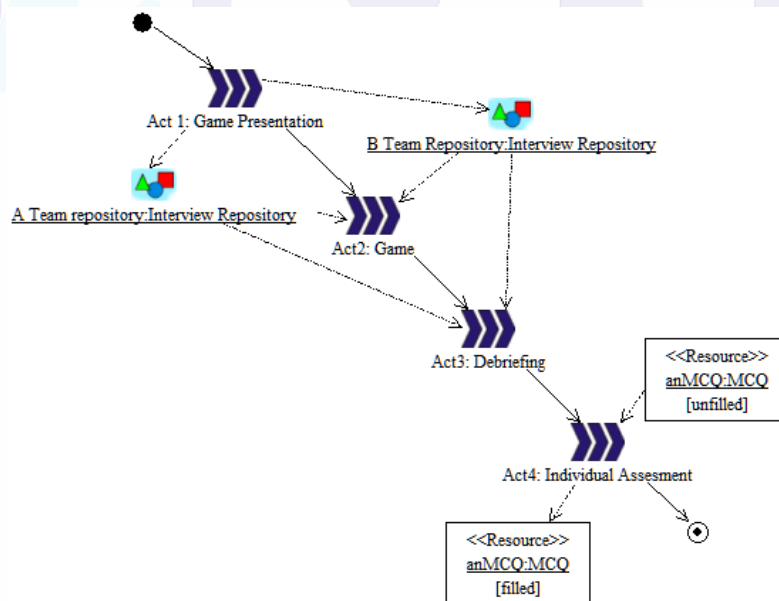 Act 1: Game Presentation
B Team Repository:Interview Repository
A Team repository:Interview Repository
Act2: Game
Act3: Debriefing
<<Resource>>
anMCQ:MCQ
[unfilled]
Act4: Individual Assesment
<<Resource>>
anMCQ:MCQ
[filled]